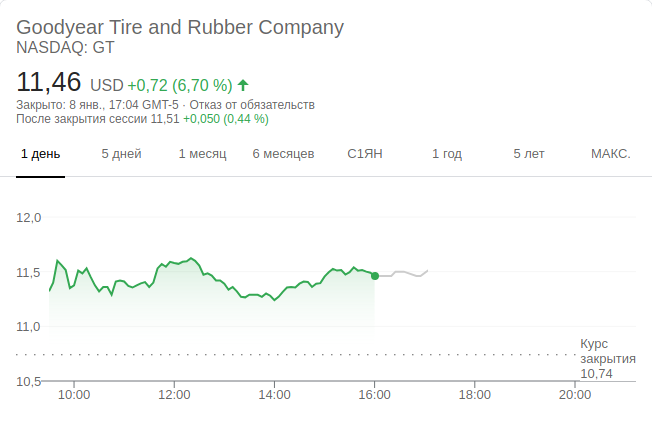 Goodyear Tire and Rubber Company
NASDAQ: GT
11,46 USD +0,72 (6,70 %)
Закрыто: 8 янв., 17:04 GMT-5 · Отказ от обязательств
После закрытия сессии 11,51 +0,050 (0,44 %)
1 день 5 дней 1 месяц 6 месяцев С1ЯН 1 год 5 лет МАКС.
12,0
11,5
11,0
Курс
закрытия
10,74
10,5
10:00 12:00 14:00 16:00 18:00 20:00